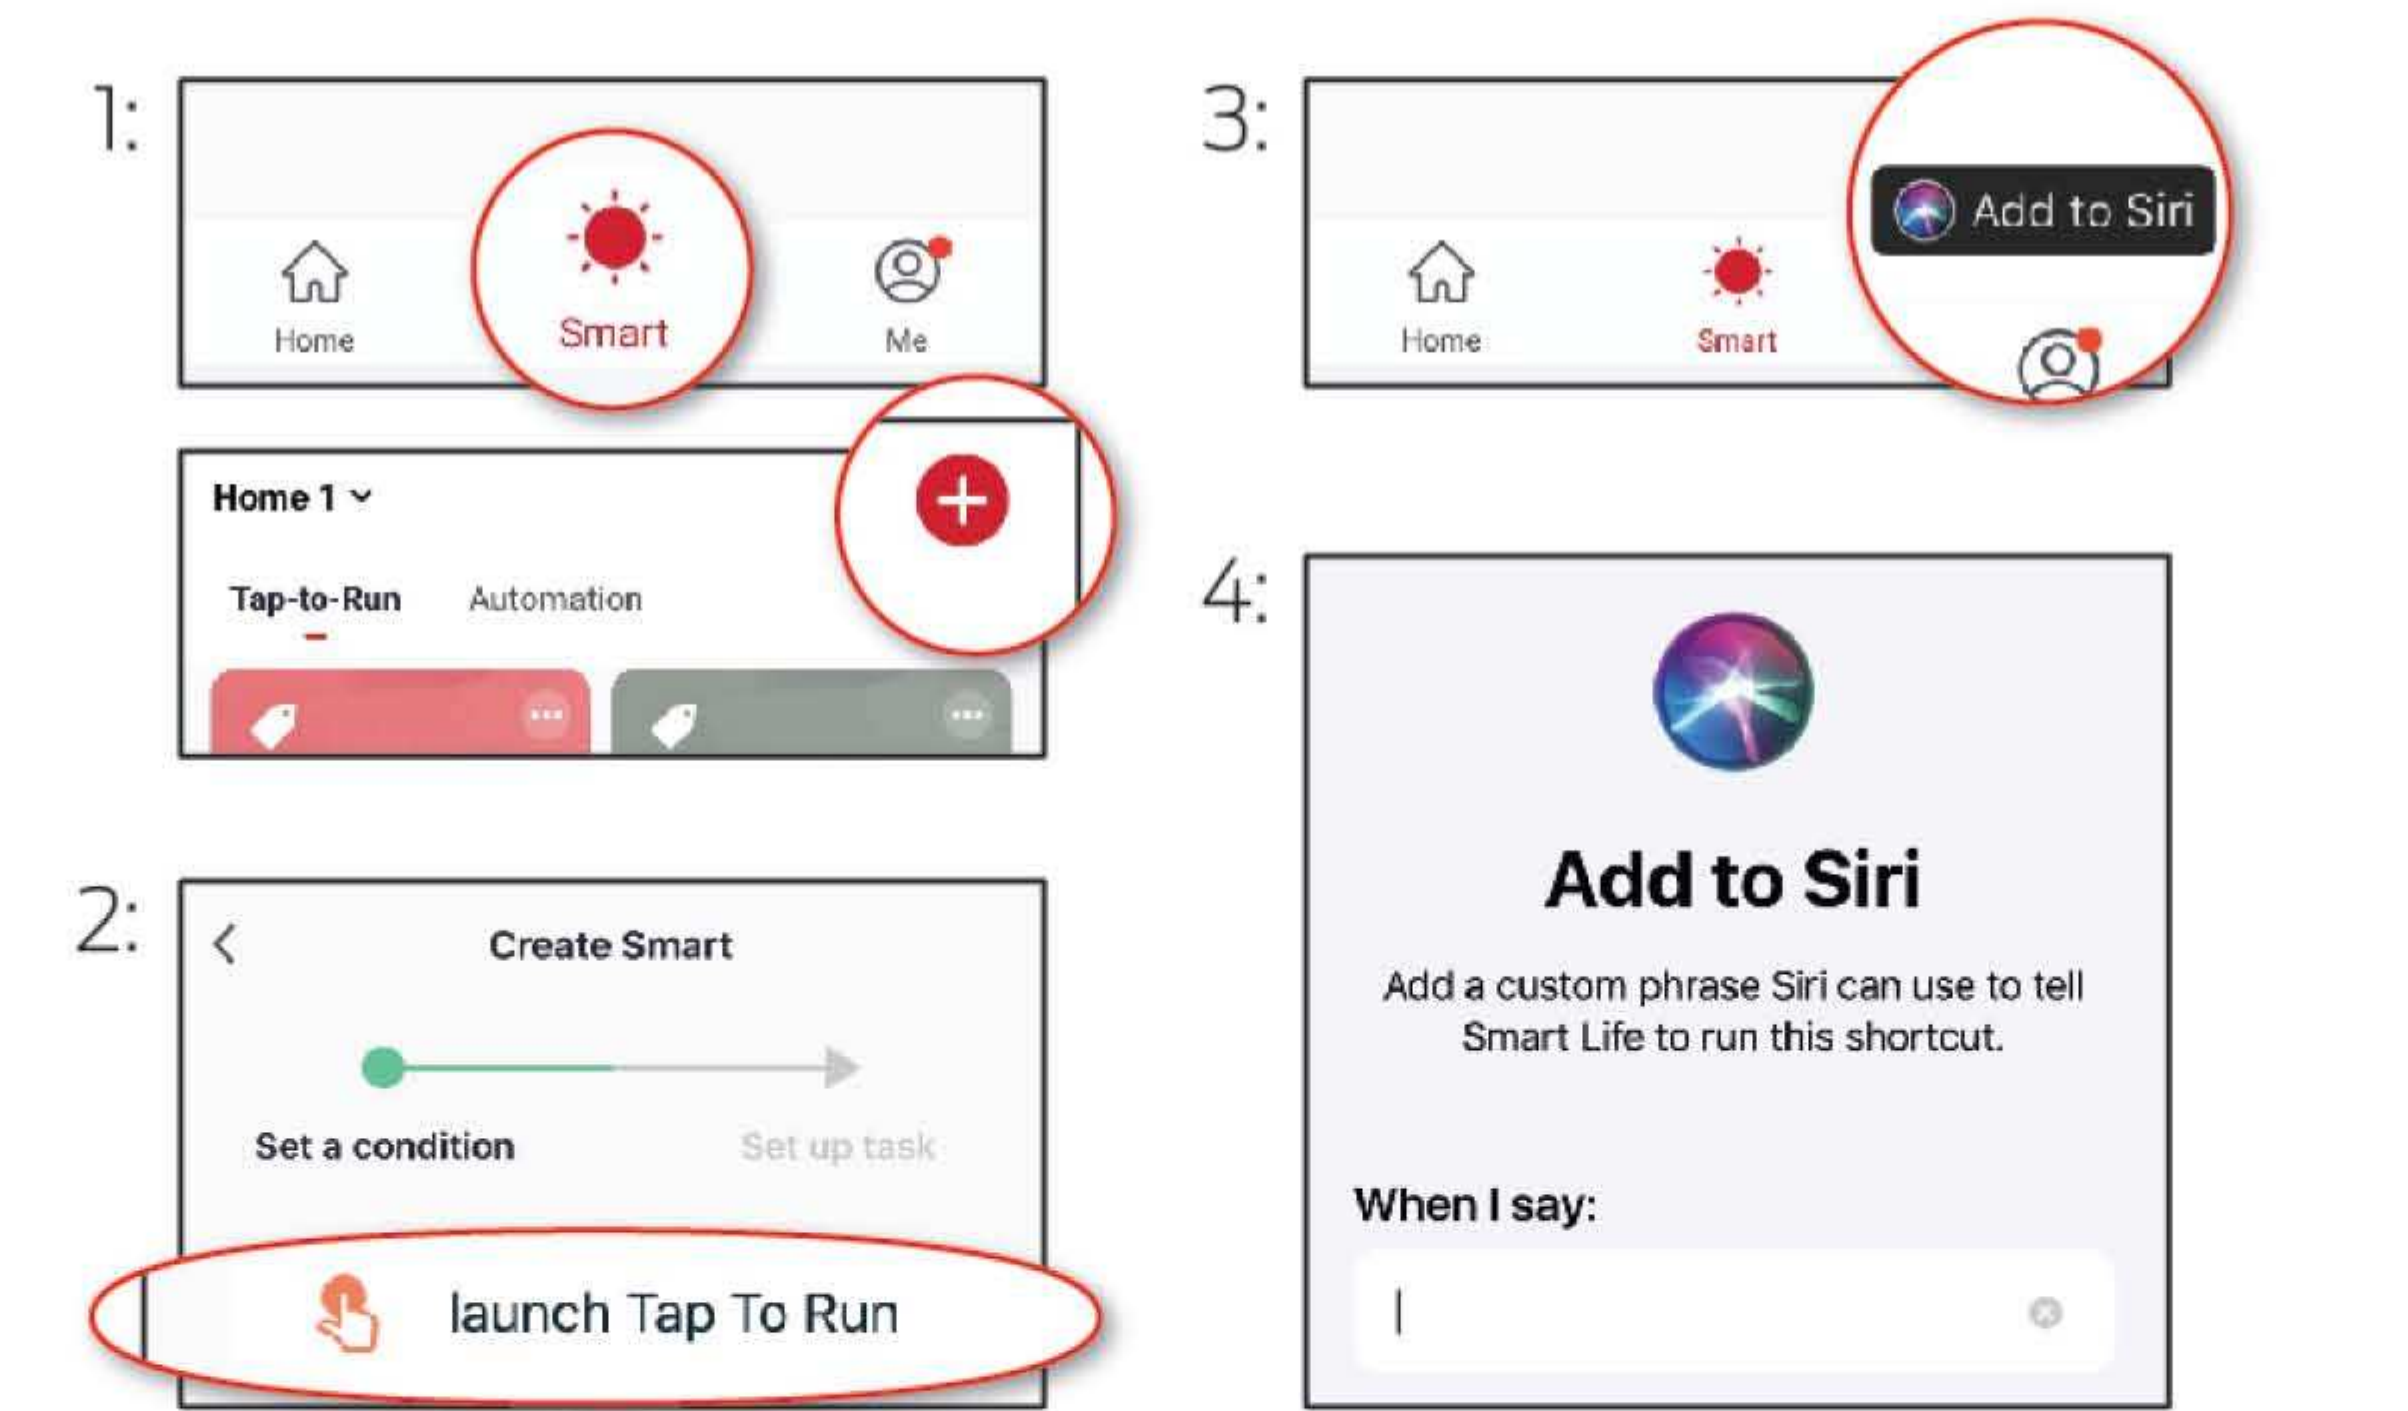 1:
Home
Smart
Me
Home 1
Tap-to-Run
Automation
2:
Create Smart
Set a condition
Set up task
launch Tap To Run
3:
Add to Siri
Home
Smart
4:
Add to Siri
Add a custom phrase Siri can use to tell
Smart Life to run this shortcut.
When I say: